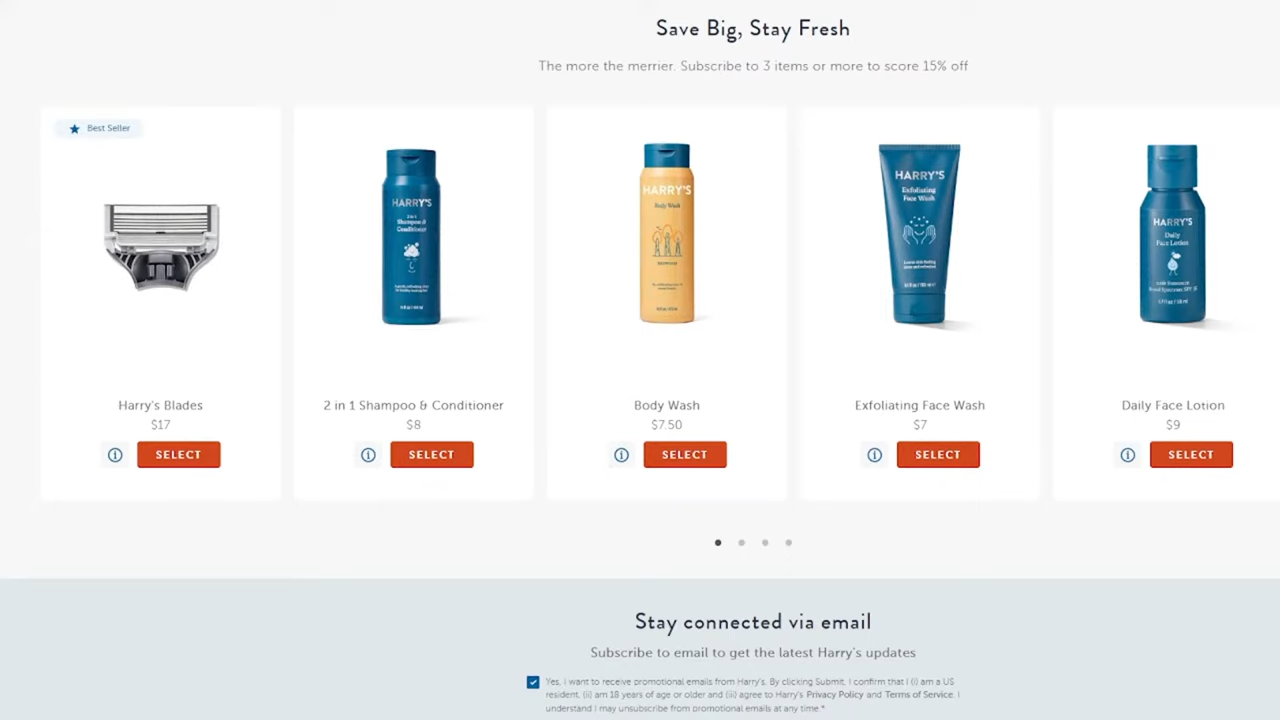 Save Big, Stay Fresh
The more the merrier. Subscribe to 3 items or more to score 15% off
Best Seller
HARRY'S
2 in 1
Shampoo &
Conditioner
HARRY'S
Body Wash
HARRY'S
Exfoliating
Face Wash
HARRY'S
Daily
Face Lotion
Harry's Blades
$17
SELECT
2 in 1 Shampoo & Conditioner
$8
SELECT
Body Wash
$7.50
SELECT
Exfoliating Face Wash
$7
SELECT
Daily Face Lotion
$9
SELECT
Stay connected via email
Subscribe to email to get the latest Harry's updates
Yes, I want to receive promotional emails from Harry's. By clicking Submit, I confirm that I (i) am a US
resident, (ii) am 18 years of age or older and (iii) agree to Harry's Privacy Policy and Terms of Service. I
understand I may unsubscribe from promotional emails at any time.*